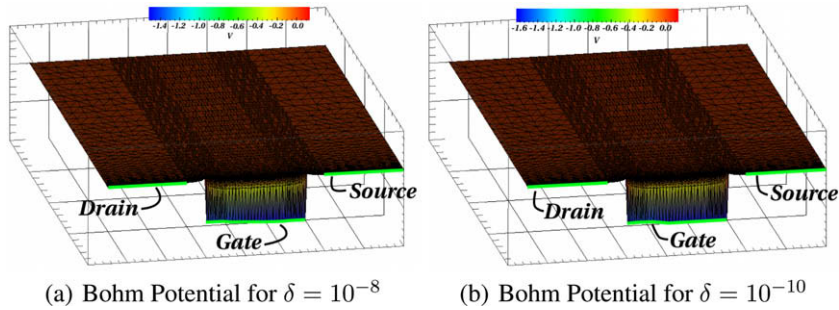 -1.4 -1.2 -1.0 -0.8 -0.6 -0.4 -0.2 0.0
V
Drain
Source
Gate
(a) Bohm Potential for δ = 10⁻⁸
-1.6 -1.4 -1.2 -1.0 -0.8 -0.6 -0.4 -0.2 0.0
V
Drain
Source
Gate
(b) Bohm Potential for δ = 10⁻¹⁰